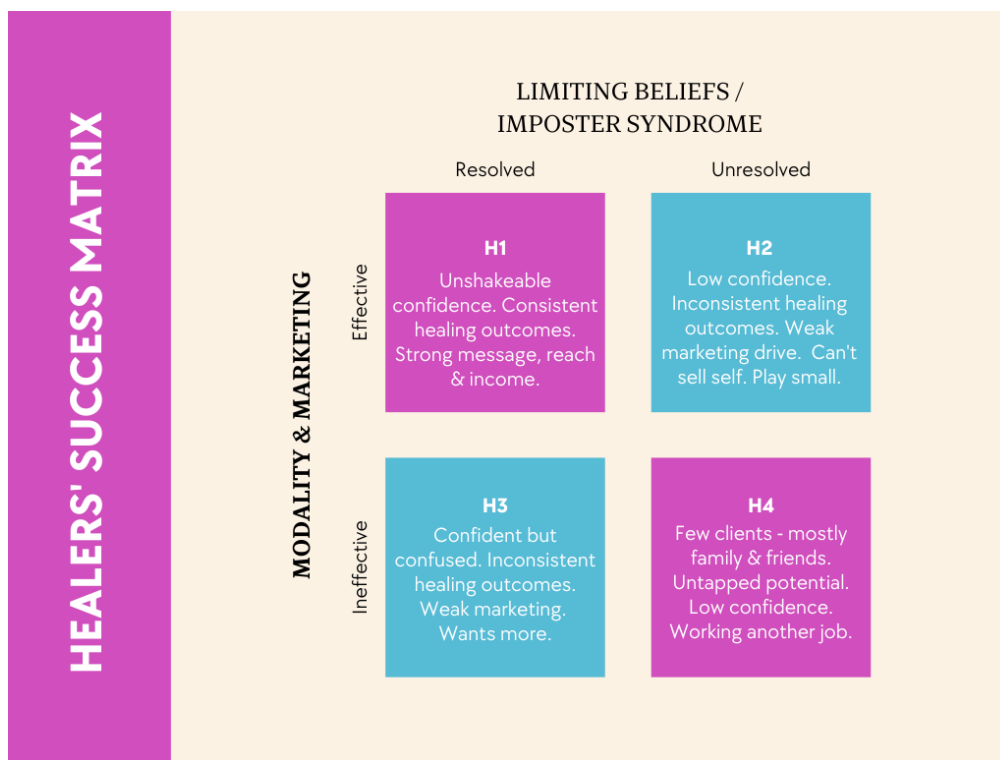 HEALERS' SUCCESS MATRIX
LIMITING BELIEFS /
IMPOSTER SYNDROME
Resolved
Unresolved
MODALITY & MARKETING
Effective
H1
Unshakeable
confidence. Consistent
healing outcomes.
Strong message, reach
& income.
H2
Low confidence.
Inconsistent healing
outcomes. Weak
marketing drive.  Can't
sell self. Play small.
Ineffective
H3
Confident but
confused. Inconsistent
healing outcomes.
Weak marketing.
Wants more.
H4
Few clients - mostly
family & friends.
Untapped potential.
Low confidence.
Working another job.